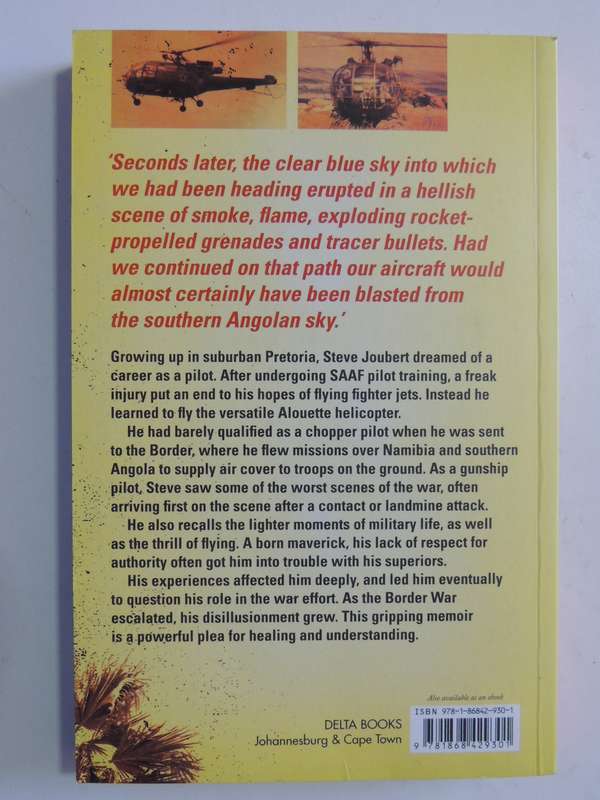 ‘Seconds later, the clear blue sky into which
we had been heading erupted in a hellish
scene of smoke, flame, exploding rocket-
propelled grenades and tracer bullets. Had
we continued on that path our aircraft would
almost certainly have been blasted from
the southern Angolan sky.’
Growing up in suburban Pretoria, Steve Joubert dreamed of a
career as a pilot. After undergoing SAAF pilot training, a freak
injury put an end to his hopes of flying fighter jets. Instead he
learned to fly the versatile Alouette helicopter.
He had barely qualified as a chopper pilot when he was sent
to the Border, where he flew missions over Namibia and southern
Angola to supply air cover to troops on the ground. As a gunship
pilot, Steve saw some of the worst scenes of the war, often
arriving first on the scene after a contact or landmine attack.
He also recalls the lighter moments of military life, as well
as the thrill of flying. A born maverick, his lack of respect for
authority often got him into trouble with his superiors.
His experiences affected him deeply, and led him eventually
to question his role in the war effort. As the Border War
escalated, his disillusionment grew. This gripping memoir
is a powerful plea for healing and understanding.
Also available as an ebook
ISBN 978-1-86842-930-1
DELTA BOOKS
Johannesburg & Cape Town
9 781868 429301